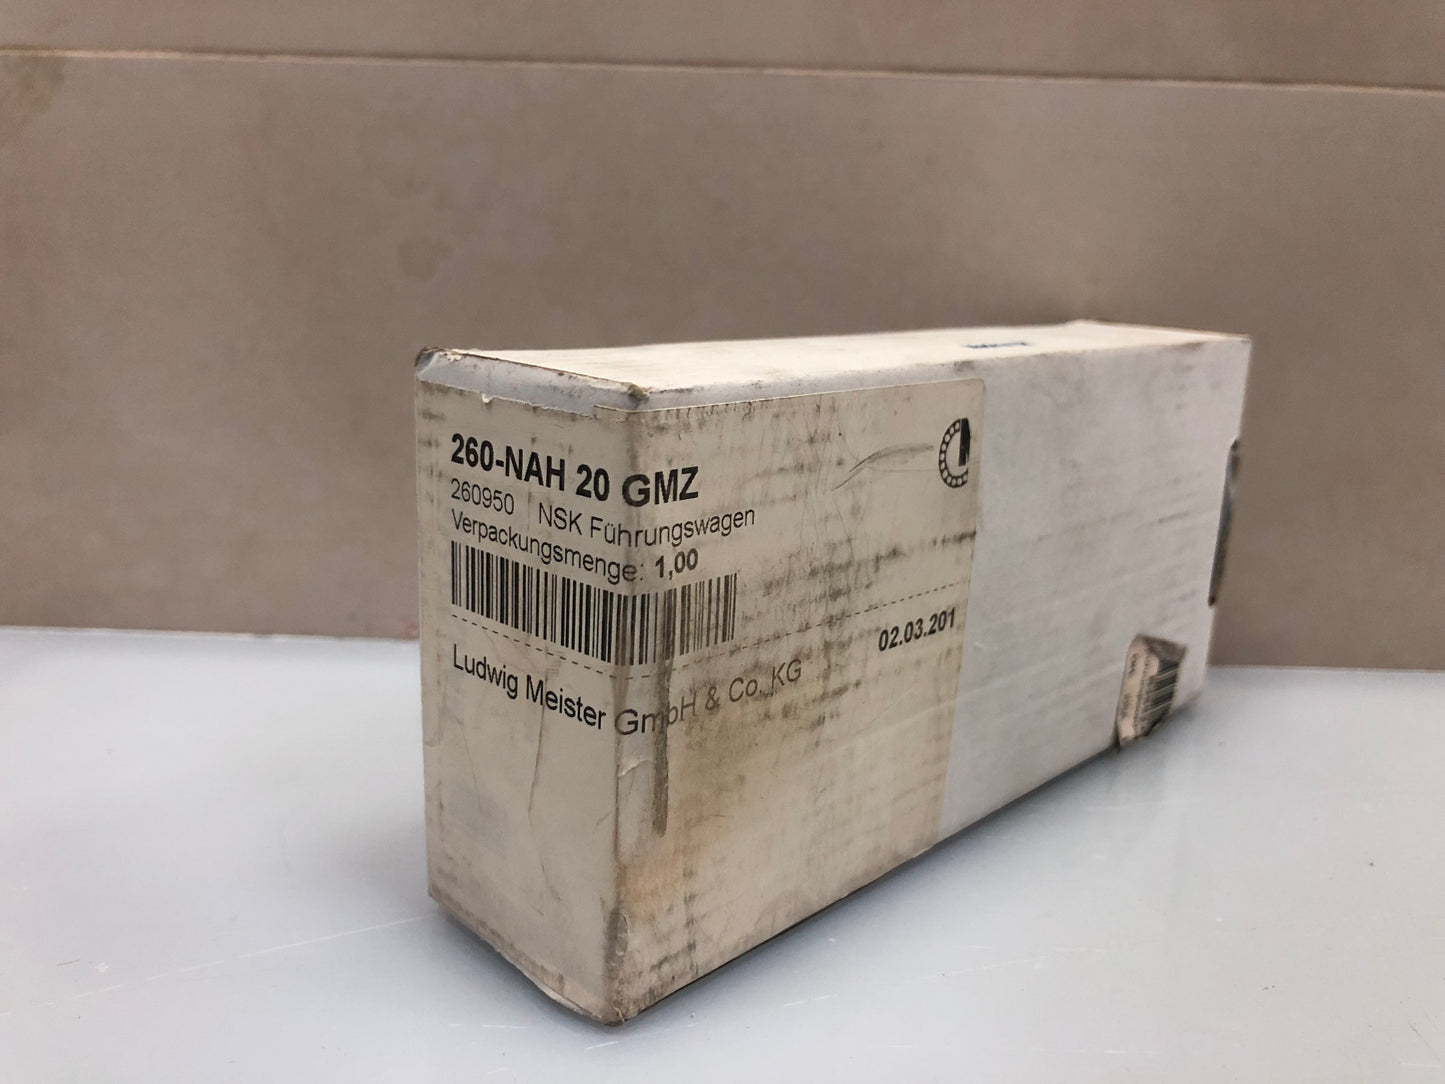 260-NAH 20 GMZ
260950 NSK Führungswagen
Verpackungsmenge: 1,00
02.03.201
Ludwig Meister GmbH & Co. KG